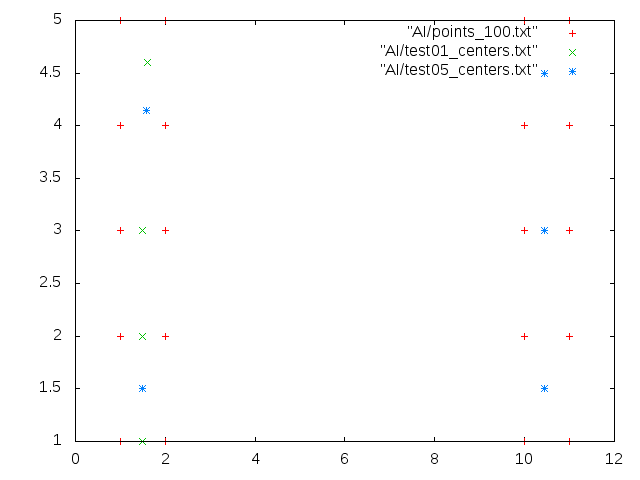 5
"AI/points_100.txt"
"AI/test01_centers.txt"
4.5
"AI/test05_centers.txt"
4
3.5
3
2.5
2
1.5
1
0 2 4 6 8 10 12